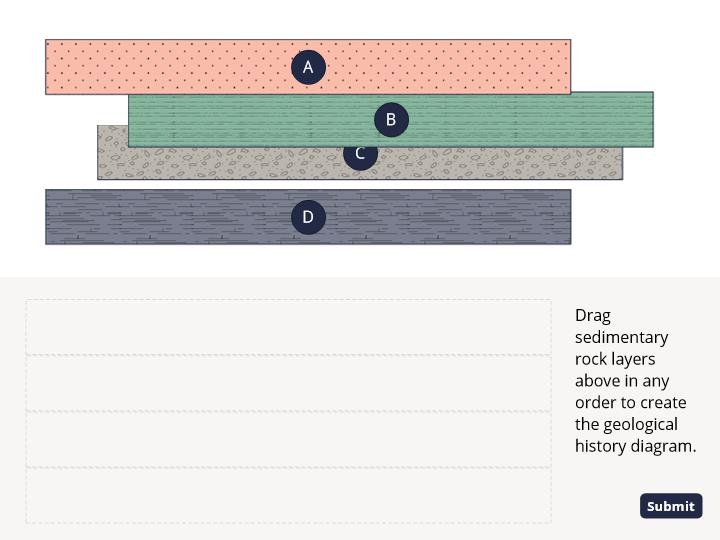 A
B
C
D
Drag
sedimentary
rock layers
above in any
order to create
the geological
history diagram.
Submit